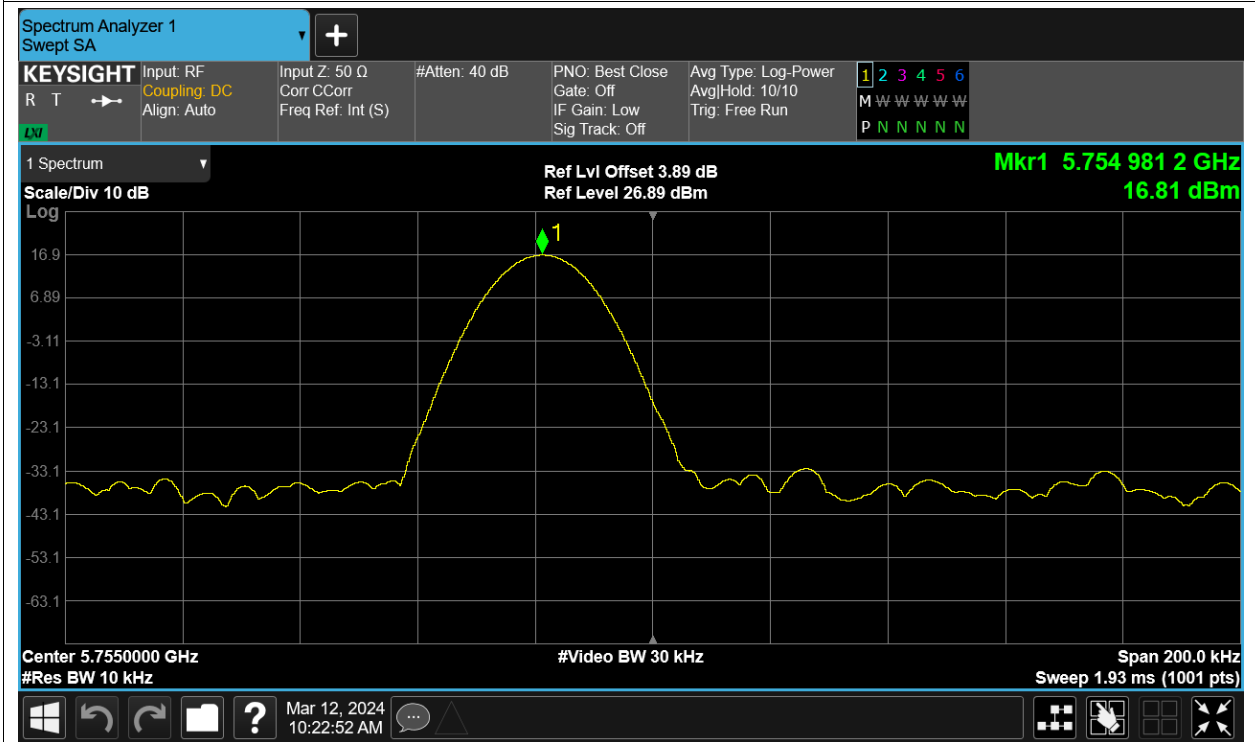 Spectrum Analyzer 1
Swept SA
KEYSIGHT
R T
LXI
Input: RF
Coupling: DC
Align: Auto
Input Z: 50 Ω
Corr CCorr
Freq Ref: Int (S)
#Atten: 40 dB
PNO: Best Close
Gate: Off
IF Gain: Low
Sig Track: Off
Avg Type: Log-Power
Avg|Hold: 10/10
Trig: Free Run
1 2 3 4 5 6
M W W W W W
P N N N N N
1 Spectrum
Scale/Div 10 dB
Log
Ref Lvl Offset 3.89 dB
Ref Level 26.89 dBm
Mkr1 5.754 981 2 GHz
16.81 dBm
1
16.9
6.89
-3.11
-13.1
-23.1
-33.1
-43.1
-53.1
-63.1
Center 5.7550000 GHz
#Res BW 10 kHz
#Video BW 30 kHz
Span 200.0 kHz
Sweep 1.93 ms (1001 pts)
?
Mar 12, 2024
10:22:52 AM